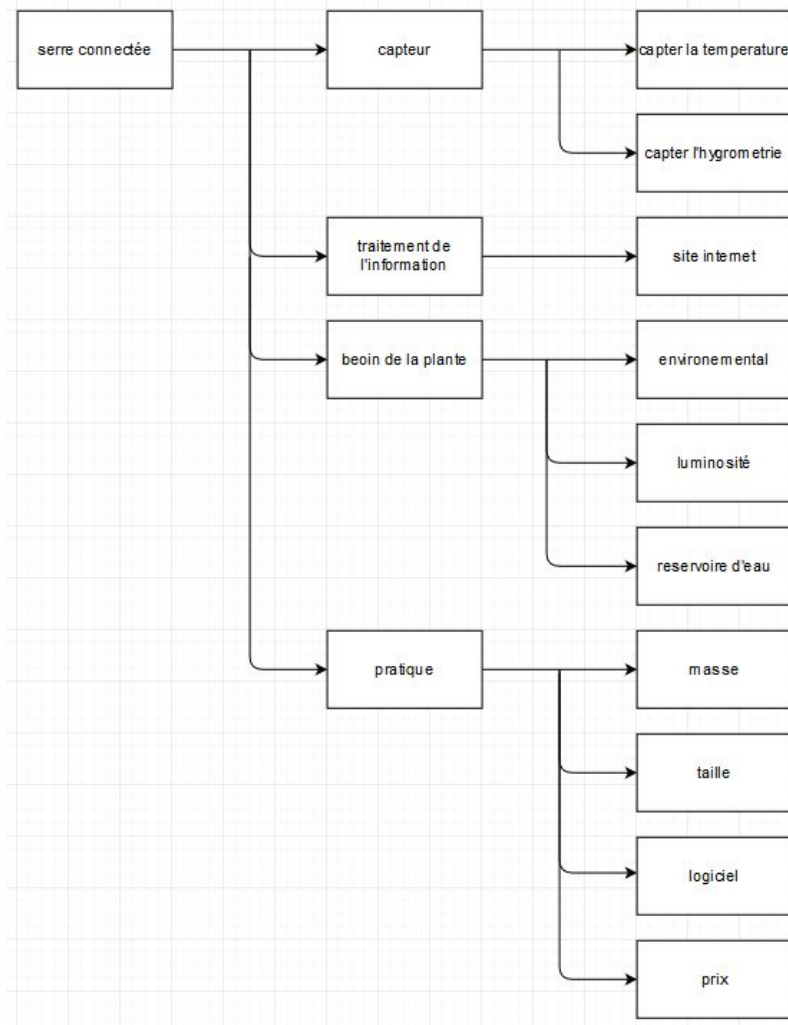 serre connectée
capteur
capter la temperature
capter l'hygrometrie
traitement de
l'information
site internet
beoin de la plante
environemental
luminosité
reservoire d'eau
pratique
masse
taille
logiciel
prix